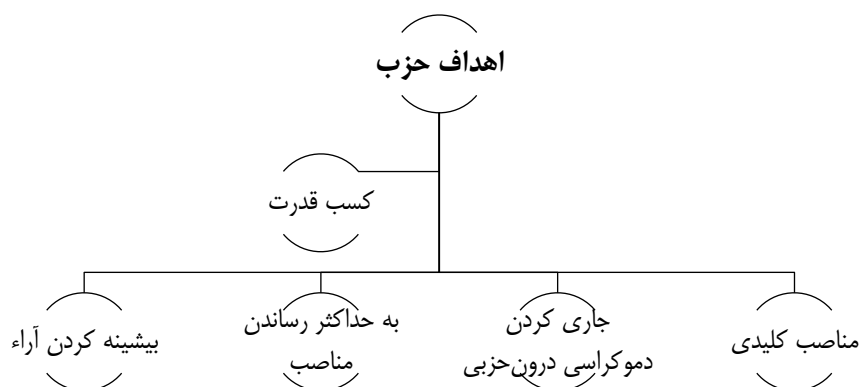 اهداف حزب
کسب قدرت
مناصب کلیدی
جاری کردن
دموکراسی درون‌حزبی
به حداکثر رساندن
مناصب
بیشینه کردن آراء